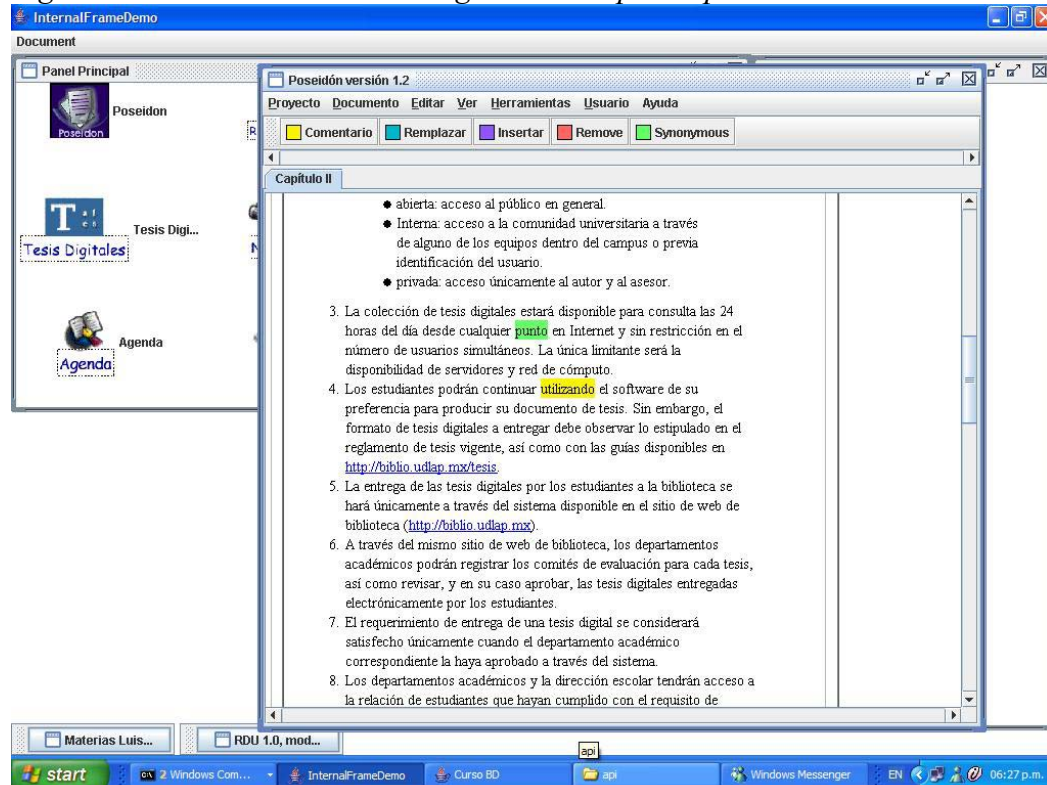 InternalFrameDemo
Document
Panel Principal
Poseidon
Poseidon
Tesis Digi...
Tesis Digitales
Agenda
Agenda
Poseidón versión 1.2
Proyecto Documento Editar Ver Herramientas Usuario Ayuda
Comentario Remplazar Insertar Remove Synonymous
Capítulo II
abierta: acceso al público en general.
Interna: acceso a la comunidad universitaria a través
de alguno de los equipos dentro del campus o previa
identificación del usuario.
privada: acceso únicamente al autor y al asesor.
3. La colección de tesis digitales estará disponible para consulta las 24
horas del día desde cualquier punto en Internet y sin restricción en el
número de usuarios simultáneos. La única limitante será la
disponibilidad de servidores y red de cómputo.
4. Los estudiantes podrán continuar utilizando el software de su
preferencia para producir su documento de tesis. Sin embargo, el
formato de tesis digitales a entregar debe observar lo estipulado en el
reglamento de tesis vigente, así como con las guías disponibles en
http://biblio.udlap.mx/tesis.
5. La entrega de las tesis digitales por los estudiantes a la biblioteca se
hará únicamente a través del sistema disponible en el sitio de web de
biblioteca (http://biblio.udlap.mx).
6. A través del mismo sitio de web de biblioteca, los departamentos
académicos podrán registrar los comités de evaluación para cada tesis,
así como revisar, y en su caso aprobar, las tesis digitales entregadas
electrónicamente por los estudiantes.
7. El requerimiento de entrega de una tesis digital se considerará
satisfecho únicamente cuando el departamento académico
correspondiente la haya aprobado a través del sistema.
8. Los departamentos académicos y la dirección escolar tendrán acceso a
la relación de estudiantes que hayan cumplido con el requisito de
Materias Luis... RDU 1.0, mod...
api
start 2 Windows Com... InternalFrameDemo Curso BD api Windows Messenger EN 06:27 p.m.